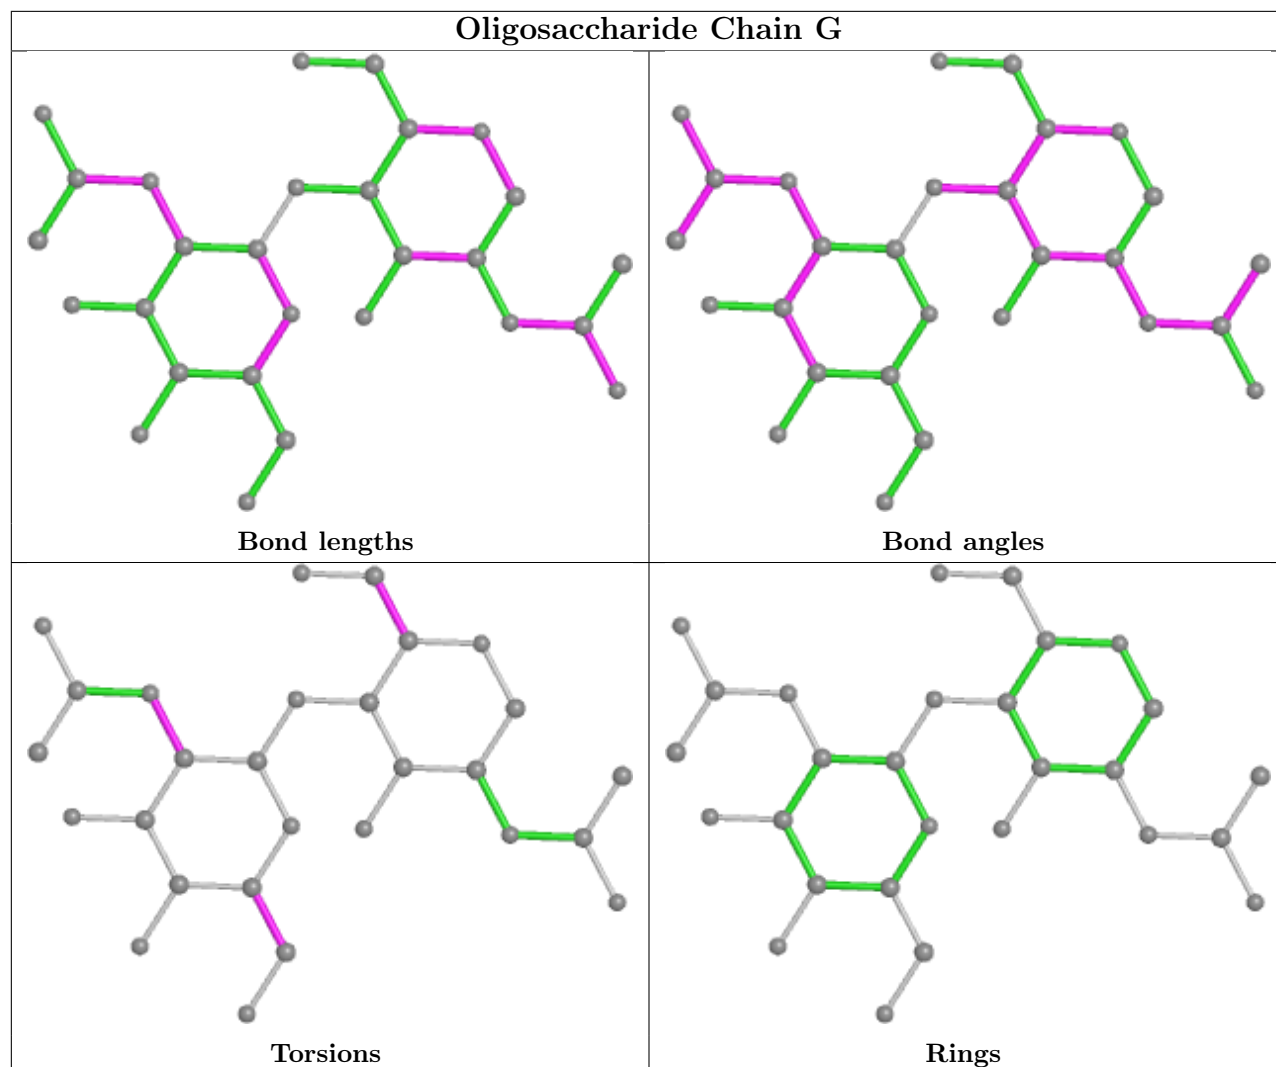 Oligosaccharide Chain G
Bond lengths
Bond angles
Torsions
Rings